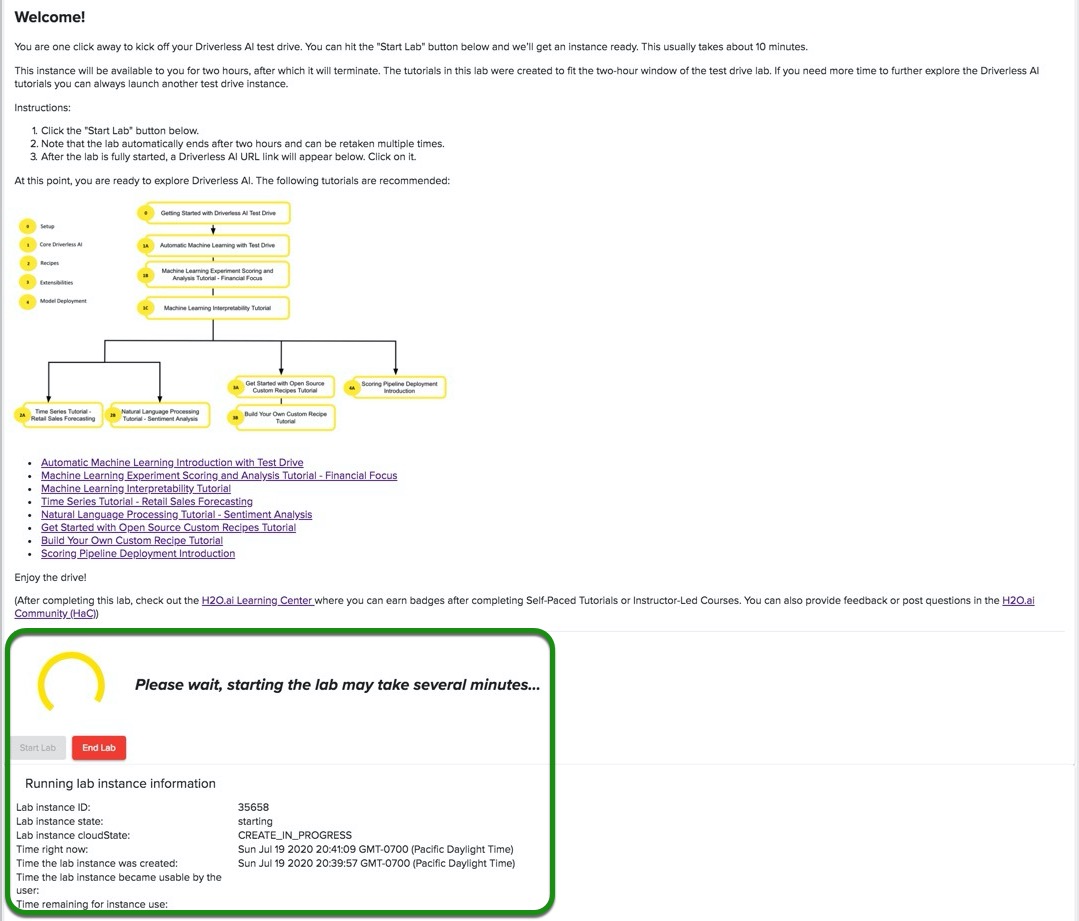 Welcome!
You are one click away to kick off your Driverless AI test drive. You can hit the "Start Lab" button below and we'll get an instance ready. This usually takes about 10 minutes.
This instance will be available to you for two hours, after which it will terminate. The tutorials in this lab were created to fit the two-hour window of the test drive lab. If you need more time to further explore the Driverless AI
tutorials you can always launch another test drive instance.
Instructions:
1. Click the "Start Lab" button below.
2. Note that the lab automatically ends after two hours and can be retaken multiple times.
3. After the lab is fully started, a Driverless AI URL link will appear below. Click on it.
At this point, you are ready to explore Driverless AI. The following tutorials are recommended:
0 Setup
1 Core Driverless AI
2 Recipes
3 Extensibilities
4 Model Deployment
0 Getting Started with Driverless AI Test Drive
1A Automatic Machine Learning with Test Drive
1B Machine Learning Experiment Scoring and
Analysis Tutorial - Financial Focus
1C Machine Learning Interpretability Tutorial
2A Time Series Tutorial -
Retail Sales Forecasting
2B Natural Language Processing
Tutorial - Sentiment Analysis
3A Get Started with Open Source
Custom Recipes Tutorial
3B Build Your Own Custom Recipe
Tutorial
4A Scoring Pipeline Deployment
Introduction
• Automatic Machine Learning Introduction with Test Drive
• Machine Learning Experiment Scoring and Analysis Tutorial - Financial Focus
• Machine Learning Interpretability Tutorial
• Time Series Tutorial - Retail Sales Forecasting
• Natural Language Processing Tutorial - Sentiment Analysis
• Get Started with Open Source Custom Recipes Tutorial
• Build Your Own Custom Recipe Tutorial
• Scoring Pipeline Deployment Introduction
Enjoy the drive!
(After completing this lab, check out the H2O.ai Learning Center where you can earn badges after completing Self-Paced Tutorials or Instructor-Led Courses. You can also provide feedback or post questions in the H2O.ai
Community (HaC))
Please wait, starting the lab may take several minutes...
Start Lab End Lab
Running lab instance information
Lab instance ID: 35658
Lab instance state: starting
Lab instance cloudState: CREATE_IN_PROGRESS
Time right now: Sun Jul 19 2020 20:41:09 GMT-0700 (Pacific Daylight Time)
Time the lab instance was created: Sun Jul 19 2020 20:39:57 GMT-0700 (Pacific Daylight Time)
Time the lab instance became usable by the
user:
Time remaining for instance use: